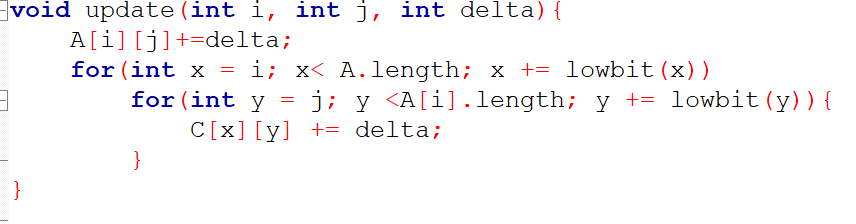 void update(int i, int j, int delta){
    A[i][j]+=delta;
    for(int x = i; x< A.length; x += lowbit(x))
        for(int y = j; y <A[i].length; y += lowbit(y)){
            C[x][y] += delta;
        }
}